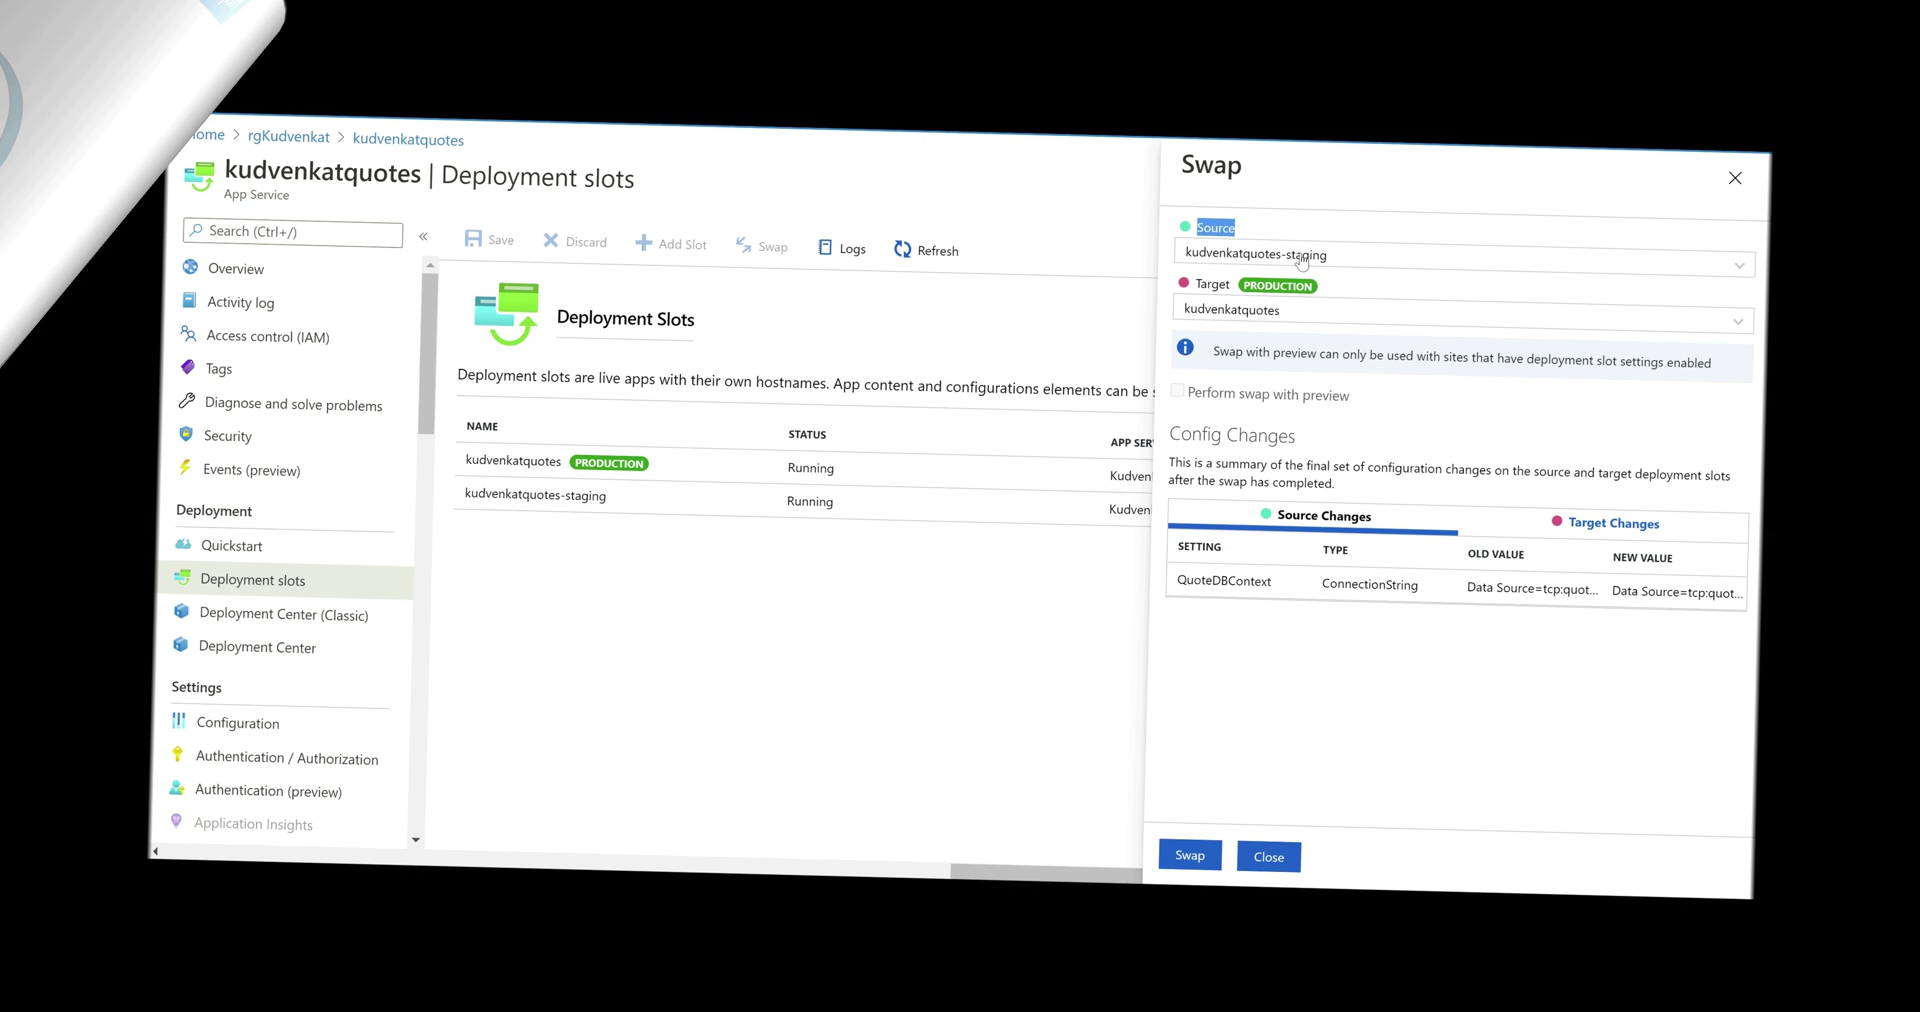 ome > rgKudvenkat > kudvenkatquotes
kudvenkatquotes | Deployment slots
App Service
Search (Ctrl+/)
«
Overview
Activity log
Access control (IAM)
Tags
Diagnose and solve problems
Security
Events (preview)
Deployment
Quickstart
Deployment slots
Deployment Center (Classic)
Deployment Center
Settings
Configuration
Authentication / Authorization
Authentication (preview)
Application Insights
Save Discard Add Slot Swap Logs Refresh
Deployment Slots
Deployment slots are live apps with their own hostnames. App content and configurations elements can be s
NAME STATUS APP SER
kudvenkatquotes PRODUCTION Running Kudven
kudvenkatquotes-staging Running Kudven
Swap
Source
kudvenkatquotes-staging
Target PRODUCTION
kudvenkatquotes
Swap with preview can only be used with sites that have deployment slot settings enabled
Perform swap with preview
Config Changes
This is a summary of the final set of configuration changes on the source and target deployment slots
after the swap has completed.
Source Changes Target Changes
SETTING TYPE OLD VALUE NEW VALUE
QuoteDBContext ConnectionString Data Source=tcp:quot... Data Source=tcp:quot...
Swap Close